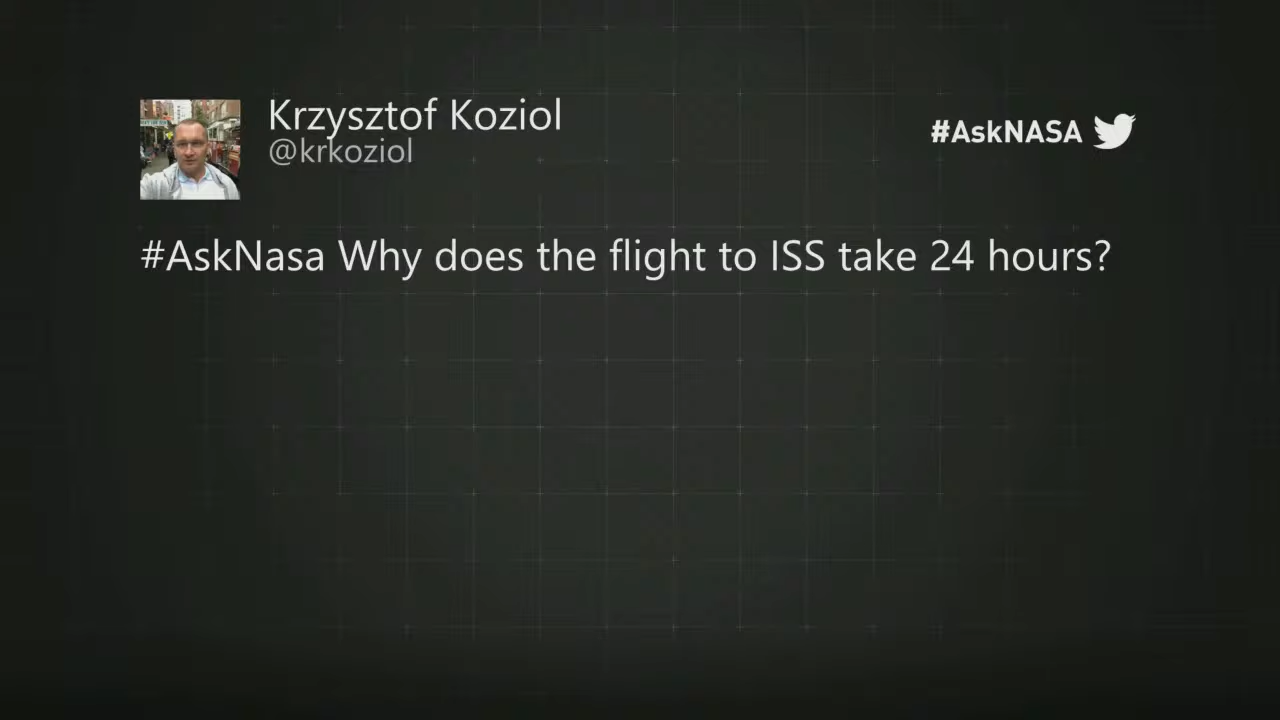 Krzysztof Koziol
@krkoziol
#AskNASA
#AskNasa Why does the flight to ISS take 24 hours?